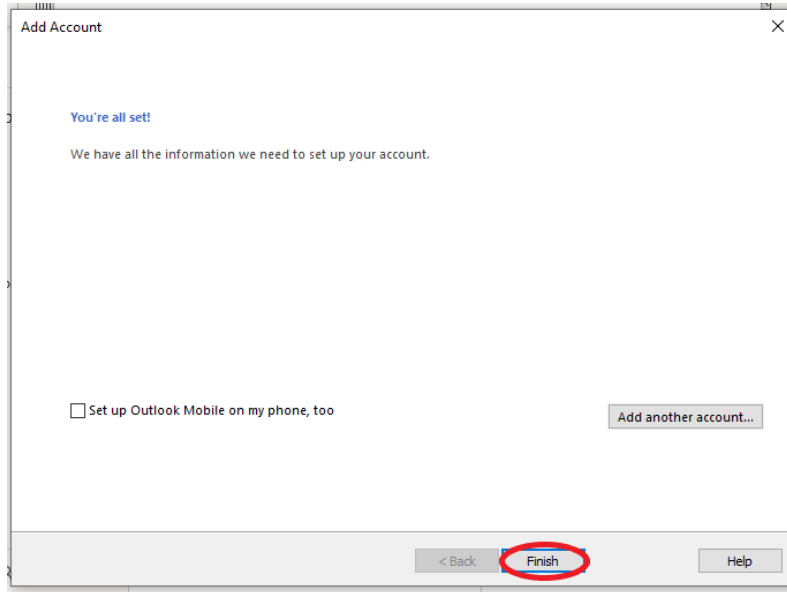 Add Account
You're all set!
We have all the information we need to set up your account.
Set up Outlook Mobile on my phone, too
Add another account...
< Back
Finish
Help